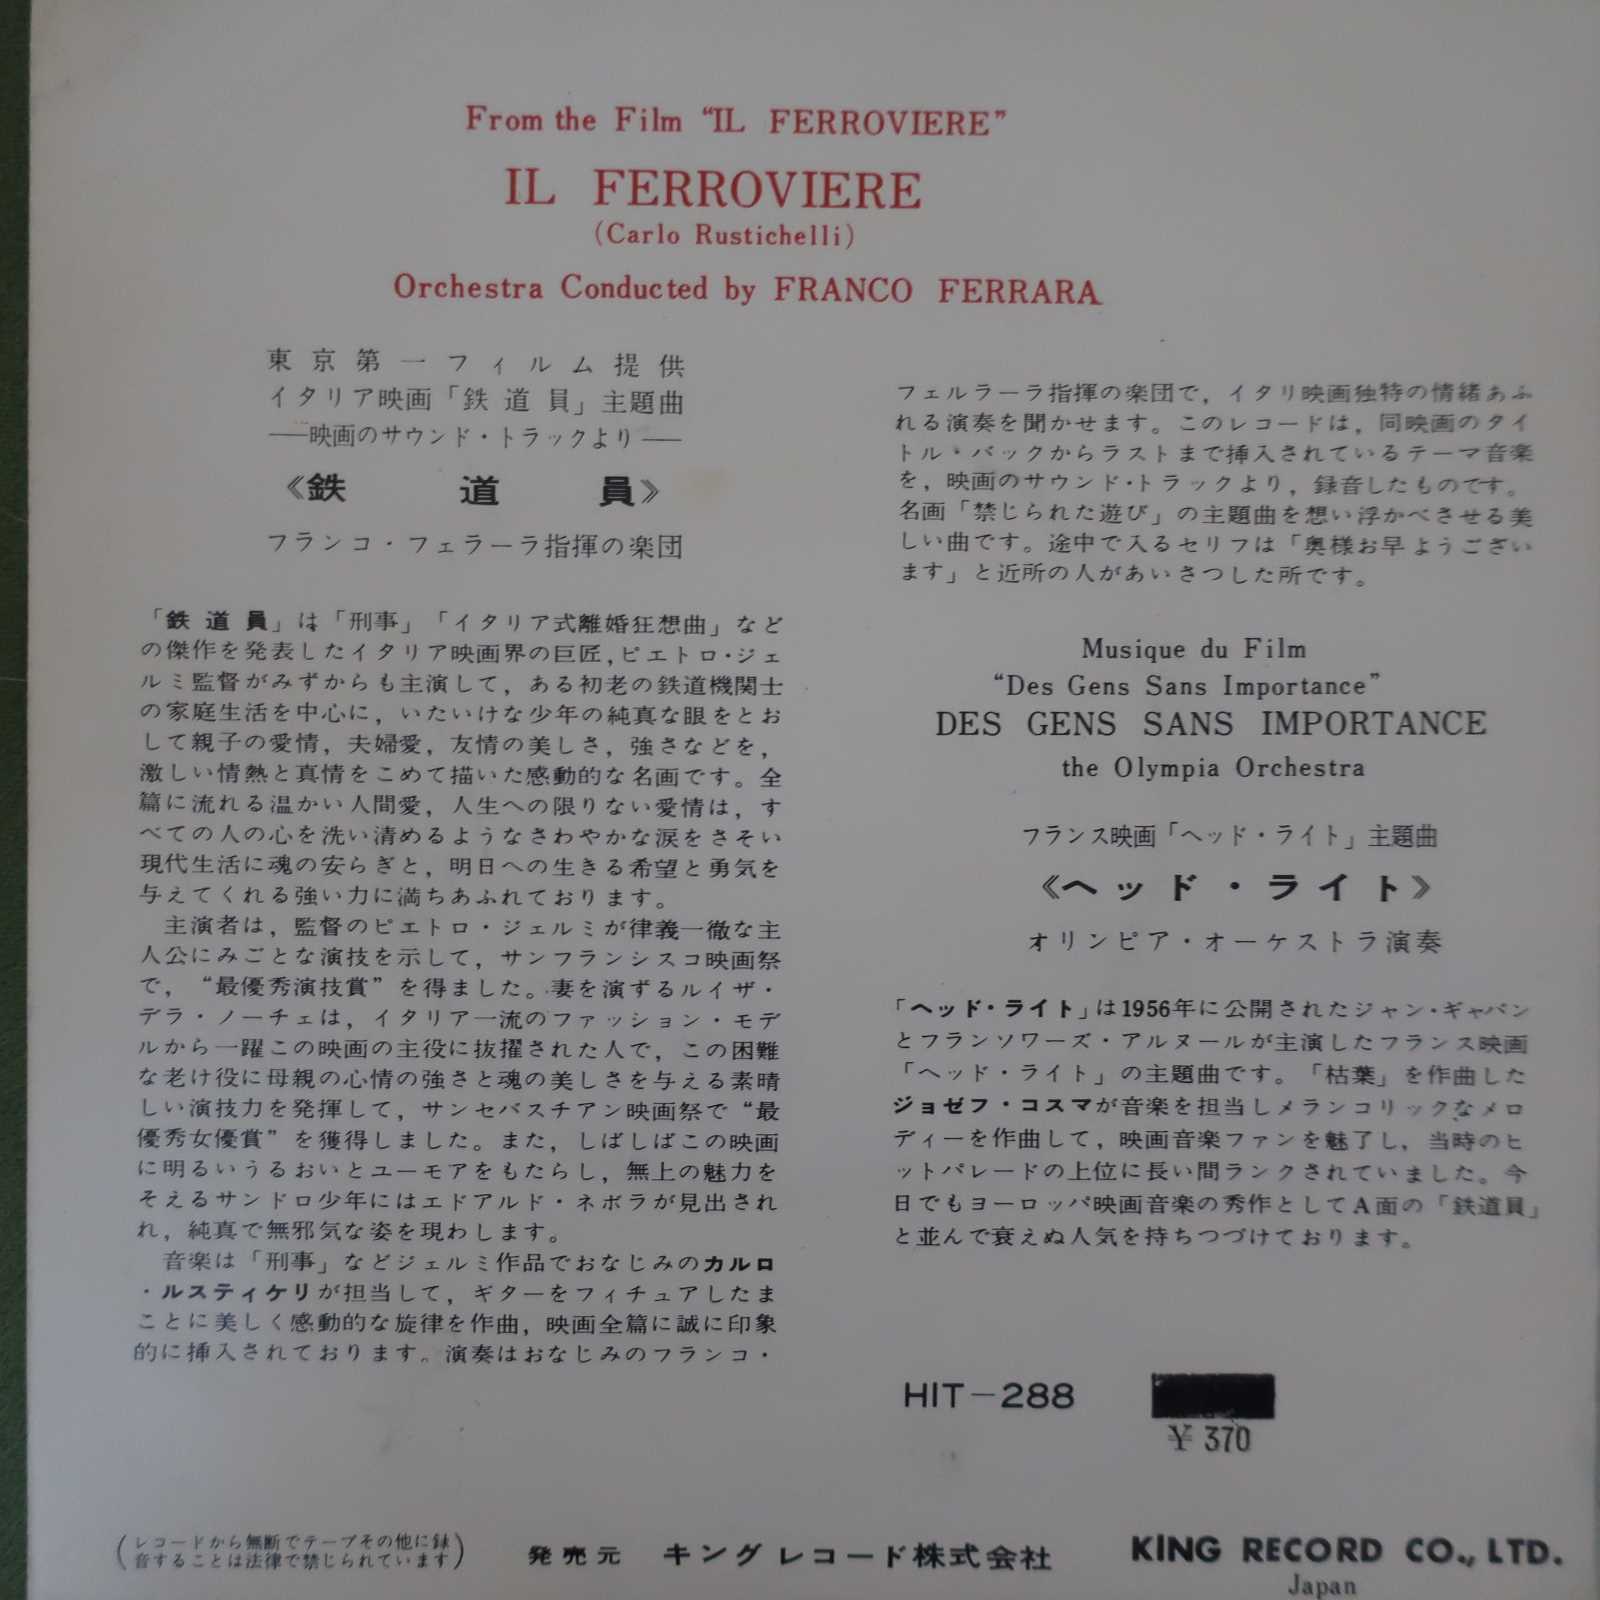 From the Film “IL FERROVIERE”
IL FERROVIERE
(Carlo Rustichelli)
Orchestra Conducted by FRANCO FERRARA
東京第一フィルム提供
イタリア映画「鉄道員」主題曲
──映画のサウンド・トラックより──
《鉄道員》
フランコ・フェラーラ指揮の楽団
「鉄道員」は「刑事」「イタリア式離婚狂想曲」など
の傑作を発表したイタリア映画界の巨匠,ピエトロ・ジェ
ルミ監督がみずからも主演して，ある初老の鉄道機関士
の家庭生活を中心に，いたいけな少年の純真な眼をとお
して親子の愛情，夫婦愛，友情の美しさ，強さなどを，
激しい情熱と真情をこめて描いた感動的な名画です。全
篇に流れる温かい人間愛，人生への限りない愛情は，す
べての人の心を洗い清めるようなさわやかな涙をさそい
現代生活に魂の安らぎと，明日への生きる希望と勇気を
与えてくれる強い力に満ちあふれております。
主演者は，監督のピエトロ・ジェルミが律義一徹な主
人公にみごとな演技を示して，サンフランシスコ映画祭
で，“最優秀演技賞”を得ました。妻を演ずるルイザ・
デラ・ノーチェは，イタリア一流のファッション・モデ
ルから一躍この映画の主役に抜擢された人で，この困難
な老け役に母親の心情の強さと魂の美しさを与える素晴
しい演技力を発揮して，サンセバスチアン映画祭で“最
優秀女優賞”を獲得しました。また，しばしばこの映画
に明るいうるおいとユーモアをもたらし，無上の魅力を
そえるサンドロ少年にはエドアルド・ネボラが見出され
れ，純真で無邪気な姿を現わします。
音楽は「刑事」などジェルミ作品でおなじみのカルロ
・ルスティケリが担当して，ギターをフィチュアしたま
ことに美しく感動的な旋律を作曲，映画全篇に誠に印象
的に挿入されております。演奏はおなじみのフランコ・
フェルラーラ指揮の楽団で，イタリ映画独特の情緒あふ
れる演奏を聞かせます。このレコードは，同映画のタイ
トル・バックからラストまで挿入されているテーマ音楽
を，映画のサウンド・トラックより，録音したものです。
名画「禁じられた遊び」の主題曲を想い浮かべさせる美
しい曲です。途中で入るセリフは「奥様お早ようござい
ます」と近所の人があいさつした所です。
Musique du Film
“Des Gens Sans Importance”
DES GENS SANS IMPORTANCE
the Olympia Orchestra
フランス映画「ヘッド・ライト」主題曲
《ヘッド・ライト》
オリンピア・オーケストラ演奏
「ヘッド・ライト」は1956年に公開されたジャン・ギャバン
とフランソワーズ・アルヌールが主演したフランス映画
「ヘッド・ライト」の主題曲です。「枯葉」を作曲した
ジョゼフ・コスマが音楽を担当しメランコリックなメロ
ディーを作曲して，映画音楽ファンを魅了し，当時のヒ
ットパレードの上位に長い間ランクされていました。今
日でもヨーロッパ映画音楽の秀作としてA面の「鉄道員」
と並んで衰えぬ人気を持ちつづけております。
HIT-288
¥370
(レコードから無断でテープその他に録
音することは法律で禁じられています)
発売元 キングレコード株式会社
KING RECORD CO., LTD.
Japan